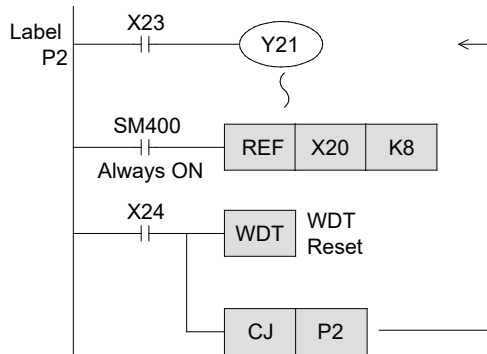 Label
P2
X23
Y21
SM400
Always ON
REF X20 K8
X24
WDT
WDT
Reset
CJ P2